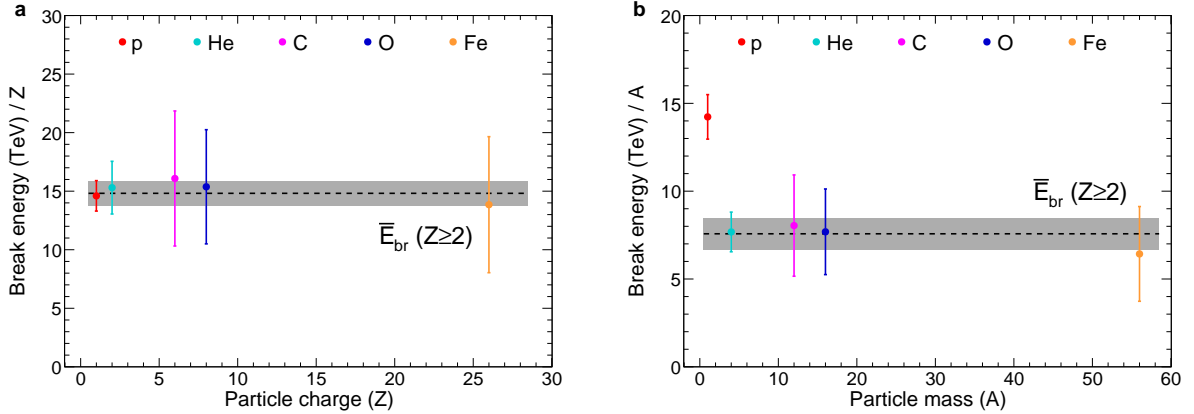 a
Break energy (TeV) / Z
30
25
20
15
10
5
0
p He C O Fe
E̅br (Z≥2)
0 5 10 15 20 25 30
Particle charge (Z)
b
Break energy (TeV) / A
20
15
10
5
0
p He C O Fe
E̅br (Z≥2)
0 10 20 30 40 50 60
Particle mass (A)